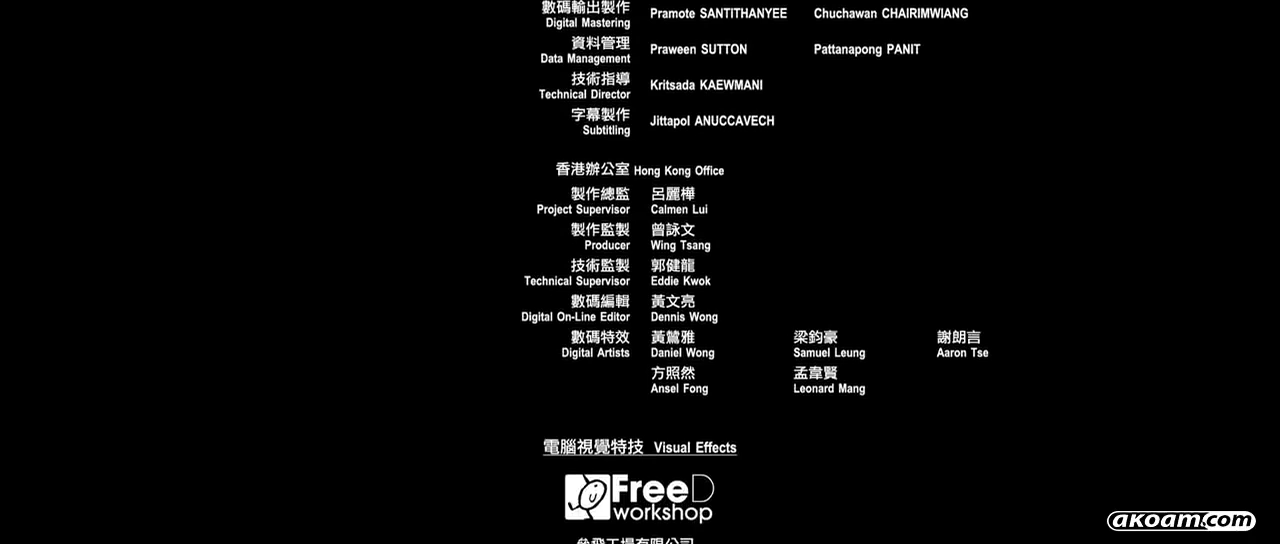 數碼輸出製作
Digital Mastering Pramote SANTITHANYEE Chuchawan CHAIRIMWIANG
資料管理
Data Management Praween SUTTON Pattanapong PANIT
技術指導
Technical Director Kritsada KAEWMANI
字幕製作
Subtitling Jittapol ANUCCAVECH
香港辦公室 Hong Kong Office
製作總監 呂麗樺
Project Supervisor Calmen Lui
製作監製 曾詠文
Producer Wing Tsang
技術監製 郭健龍
Technical Supervisor Eddie Kwok
數碼編輯 黃文亮
Digital On-Line Editor Dennis Wong
數碼特效 黃鷥雅 梁鈞豪 謝朗言
Digital Artists Daniel Wong Samuel Leung Aaron Tse
方照然 孟韋賢
Ansel Fong Leonard Mang
電腦視覺特技 Visual Effects
FreeD
workshop
akoam.com